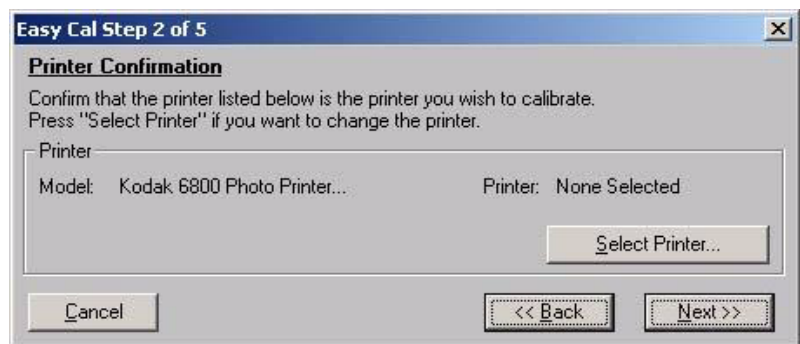 Easy Cal Step 2 of 5
Printer Confirmation
Confirm that the printer listed below is the printer you wish to calibrate.
Press "Select Printer" if you want to change the printer.
Printer
Model: Kodak 6800 Photo Printer... Printer: None Selected
Select Printer...
Cancel << Back Next >>